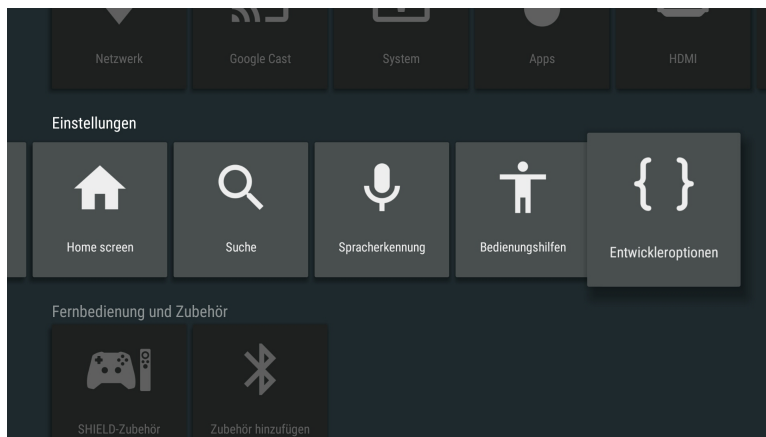 Netzwerk
Google Cast
System
Apps
HDMI
Einstellungen
Home screen
Suche
Spracherkennung
Bedienungshilfen
Entwickleroptionen
Fernbedienung und Zubehör
SHIELD-Zubehör
Zubehör hinzufügen